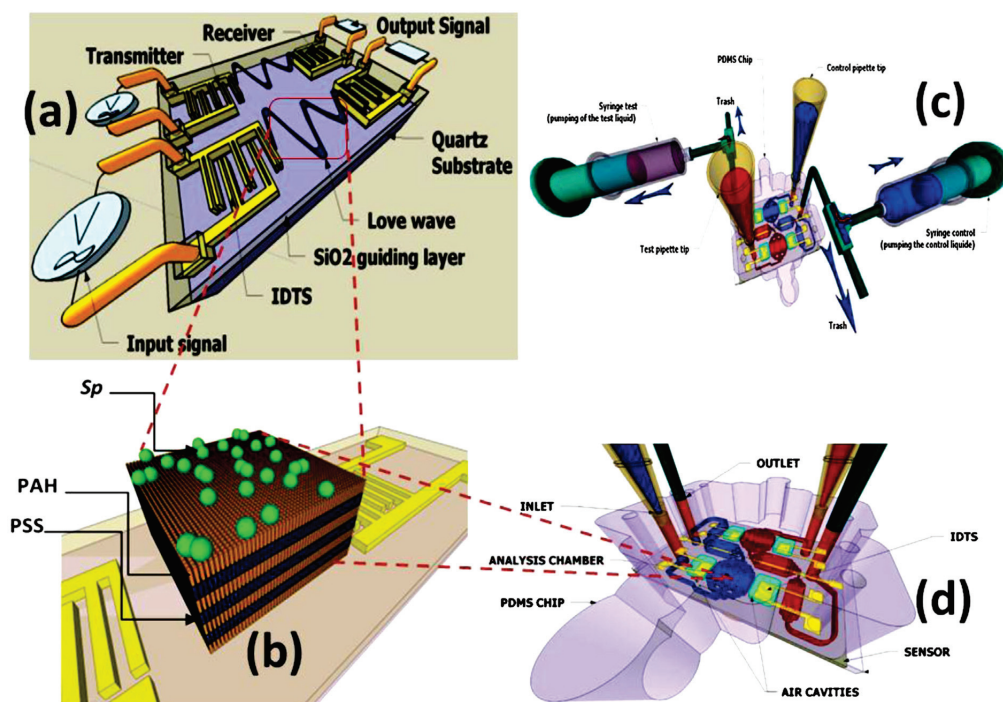 (a)
Output Signal
Receiver
Transmitter
Quartz
Substrate
Love wave
SiO2 guiding layer
IDTS
Input signal
(c)
Control pipette tip
PDMS Chip
Syringe test
(pumping of the test liquid)
Trash
Test pipette tip
Syringe control
(pumping the control liquide)
Trash
Sp
PAH
PSS
(b)
OUTLET
INLET
IDTS
ANALYSIS CHAMBER
PDMS CHIP
(d)
SENSOR
AIR CAVITIES